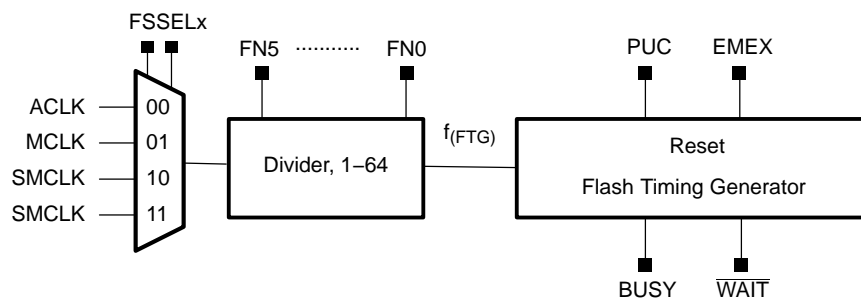 FSSELx
FN5 ........... FN0
PUC EMEX
ACLK 00
MCLK 01
SMCLK 10
SMCLK 11
Divider, 1–64
f(FTG)
Reset
Flash Timing Generator
BUSY WAIT